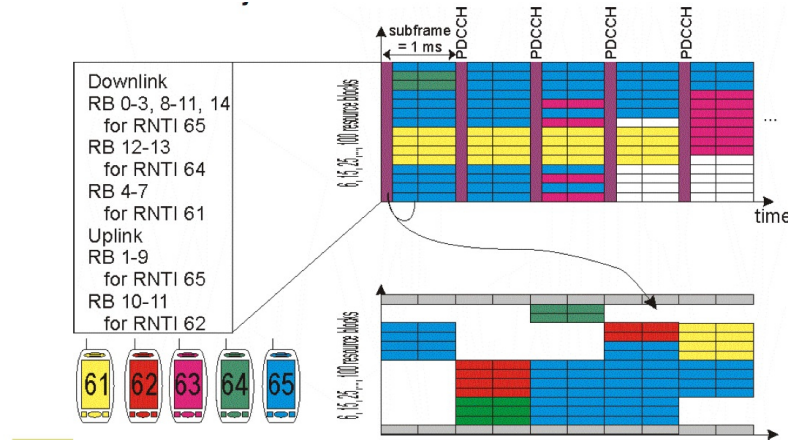 subframe
= 1 ms
PDCCH
PDCCH
PDCCH
PDCCH
Downlink
RB 0-3, 8-11, 14
for RNTI 65
RB 12-13
for RNTI 64
RB 4-7
for RNTI 61
Uplink
RB 1-9
for RNTI 65
RB 10-11
for RNTI 62
6, 15, 25, ..., 100 resource blocks
...
time
6, 15, 25, ..., 100 resource blocks
61
62
63
64
65